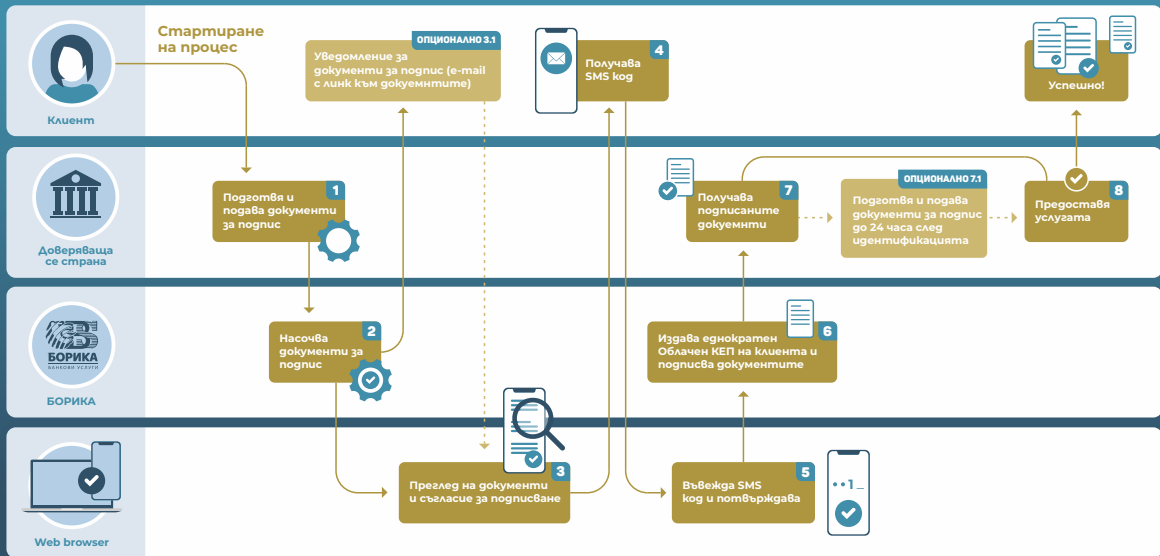 Стартиране
на процес
Клиент
ОПЦИОНАЛНО 3.1
Уведомление за
документи за подпис (e-mail
с линк към докуемнтите)
4
Получава
SMS код
Успешно!
Доверяваща
се страна
1
Подготвя и
подава документи
за подпис
7
Получава
подписаните
докуемнти
ОПЦИОНАЛНО 7.1
Подготвя и подава
документи за подпис
до 24 часа след
идентификацията
8
Предоставя
услугата
БОРИКА
БАНКОВИ УСЛУГИ
БОРИКА
2
Насочва
документи за
подпис
6
Издава еднократен
Облачен КЕП на клиента и
подписва документите
Web browser
3
Преглед на документи
и съгласие за подписване
5
Въвежда SMS
код и потвърждава
••1_